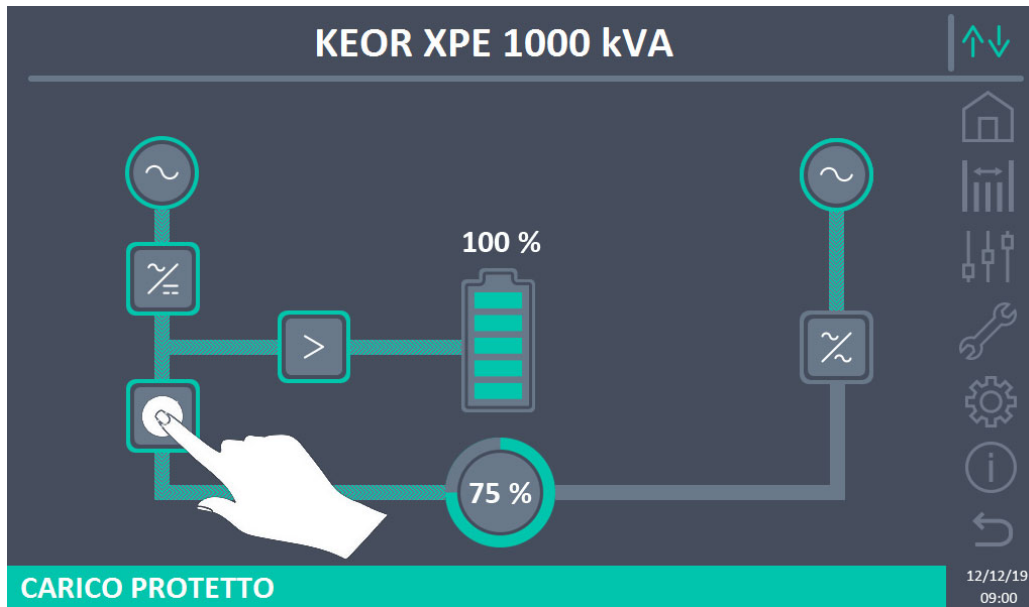 KEOR XPE 1000 kVA
100 %
75 %
CARICO PROTETTO
12/12/19
09:00